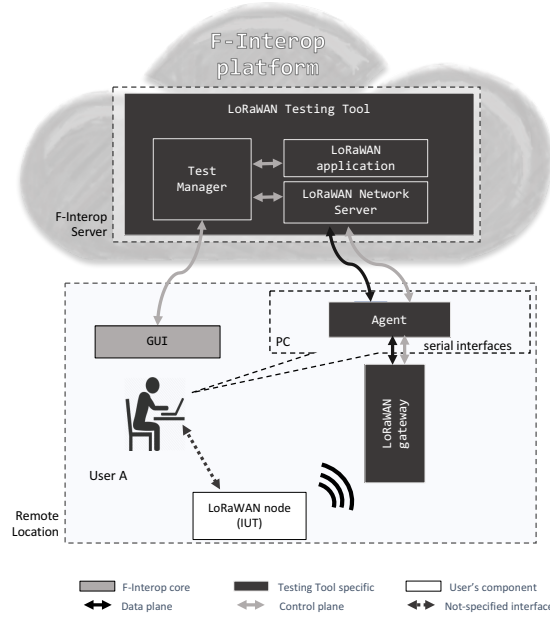 F-Interop
platform
LoRaWAN Testing Tool
Test
Manager
LoRaWAN
application
LoRaWAN Network
Server
F-Interop
Server
Agent
PC
serial interfaces
GUI
LoRaWAN
gateway
User A
LoRaWAN node
(IUT)
Remote
Location
F-Interop core
Testing Tool specific
User's component
Data plane
Control plane
Not-specified interface